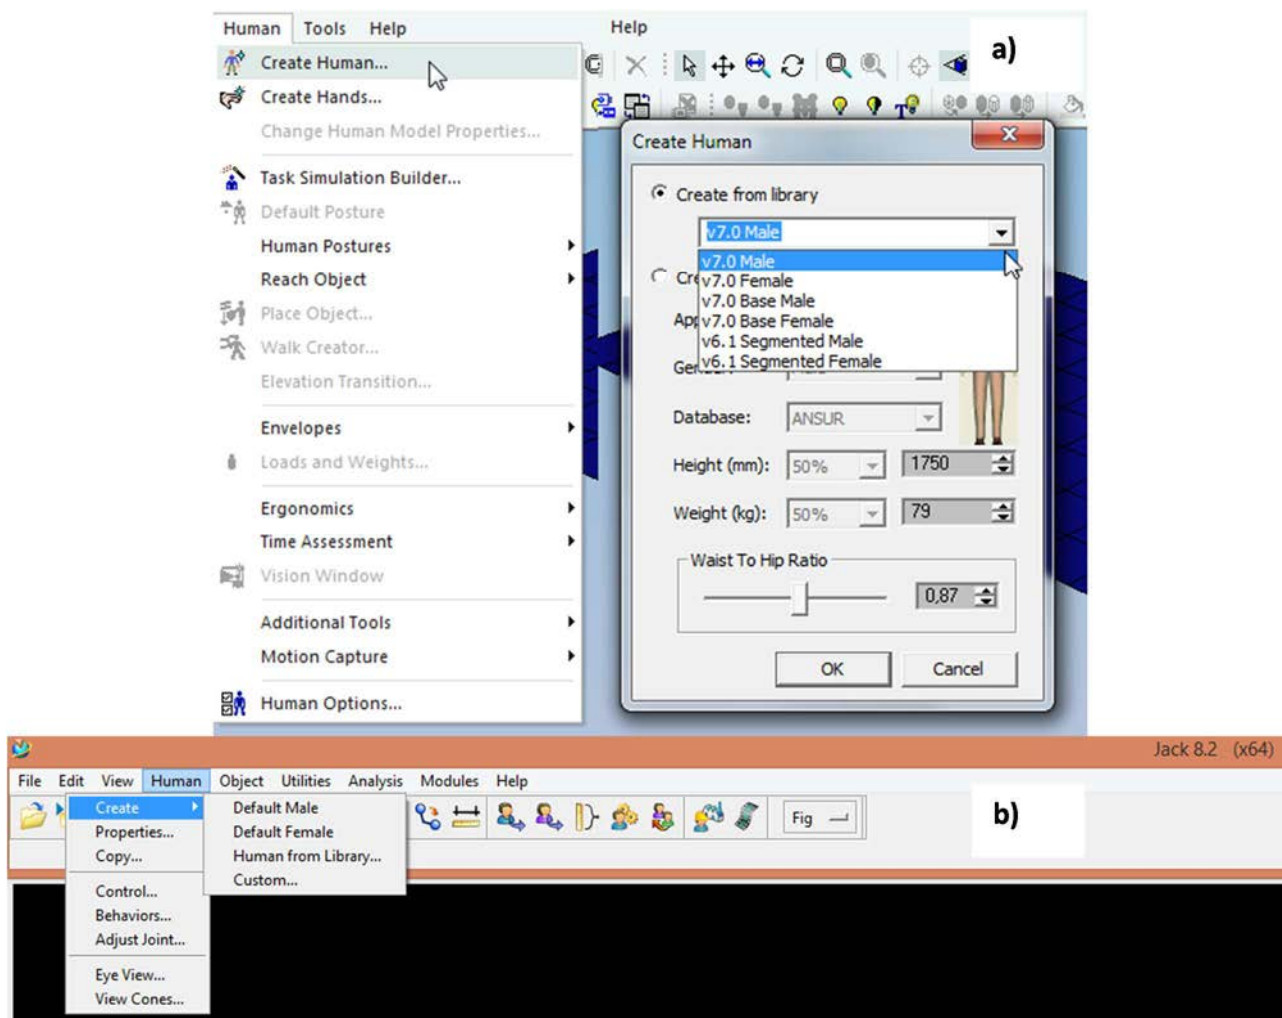 Human Tools Help
Help
a)
Create Human...
Create Hands...
Change Human Model Properties...
Task Simulation Builder...
Default Posture
Human Postures
Reach Object
Place Object...
Walk Creator...
Elevation Transition...
Envelopes
Loads and Weights...
Ergonomics
Time Assessment
Vision Window
Additional Tools
Motion Capture
Human Options...
Create Human
Create from library
v7.0 Male
v7.0 Male
v7.0 Female
v7.0 Base Male
v7.0 Base Female
v6.1 Segmented Male
v6.1 Segmented Female
Database: ANSUR
Height (mm): 50% 1750
Weight (kg): 50% 79
Waist To Hip Ratio
0,87
OK Cancel
Jack 8.2 (x64)
File Edit View Human Object Utilities Analysis Modules Help
Fig
b)
Create
Properties...
Copy...
Control...
Behaviors...
Adjust Joint...
Eye View...
View Cones...
Default Male
Default Female
Human from Library...
Custom...